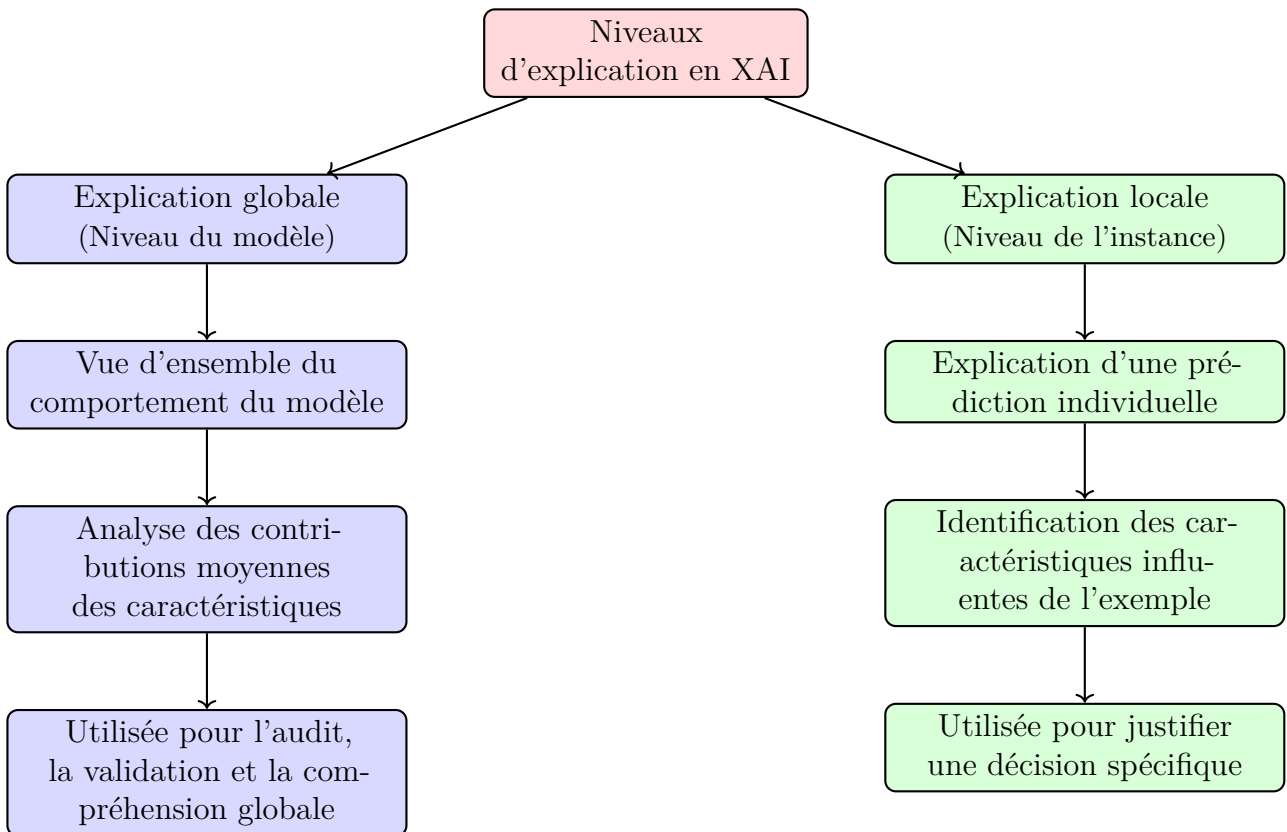 Niveaux
d'explication en XAI
Explication globale
(Niveau du modèle)
Vue d'ensemble du
comportement du modèle
Analyse des contri-
butions moyennes
des caractéristiques
Utilisée pour l'audit,
la validation et la com-
préhension globale
Explication locale
(Niveau de l'instance)
Explication d'une pré-
diction individuelle
Identification des car-
actéristiques influ-
entes de l'exemple
Utilisée pour justifier
une décision spécifique